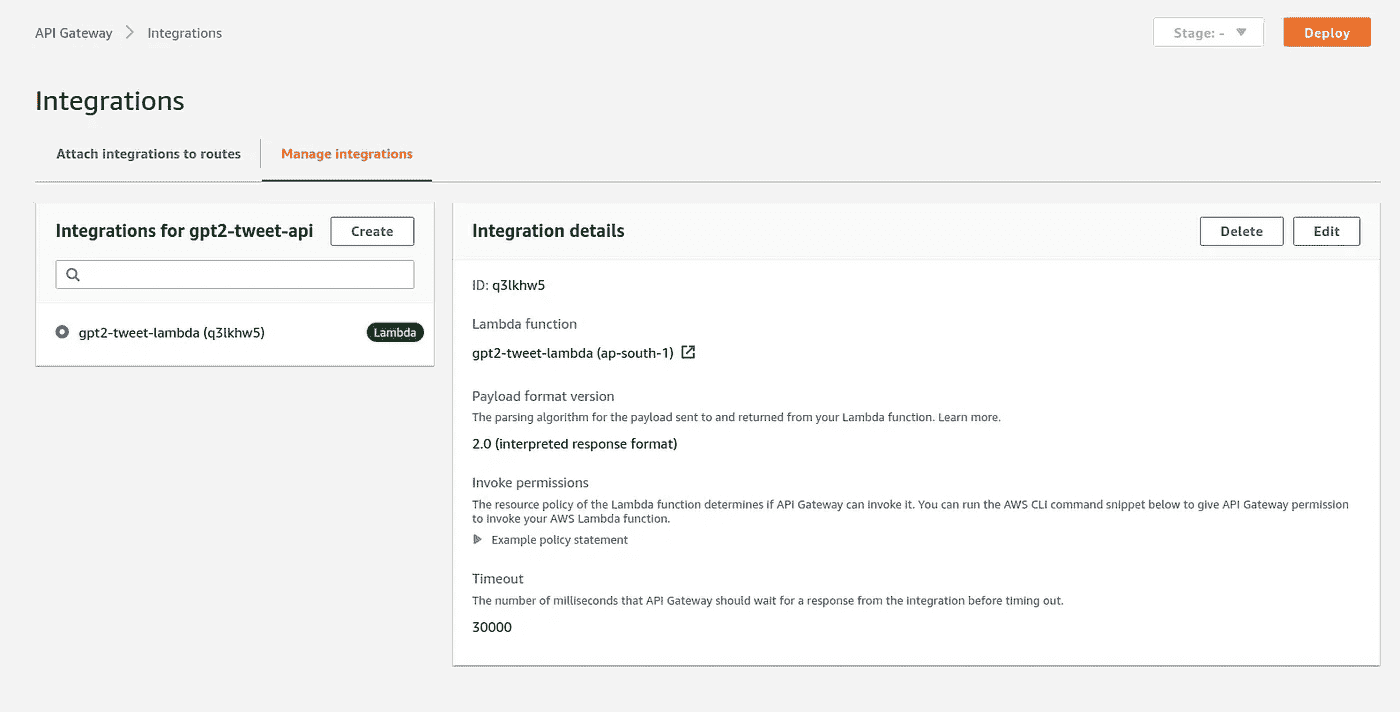 API Gateway
Integrations
Stage: -
Deploy
Integrations
Attach integrations to routes
Manage integrations
Integrations for gpt2-tweet-api
Create
gpt2-tweet-lambda (q3lkhw5)
Lambda
Integration details
Delete
Edit
ID: q3lkhw5
Lambda function
gpt2-tweet-lambda (ap-south-1)
Payload format version
The parsing algorithm for the payload sent to and returned from your Lambda function. Learn more.
2.0 (interpreted response format)
Invoke permissions
The resource policy of the Lambda function determines if API Gateway can invoke it. You can run the AWS CLI command snippet below to give API Gateway permission
to invoke your AWS Lambda function.
Example policy statement
Timeout
The number of milliseconds that API Gateway should wait for a response from the integration before timing out.
30000